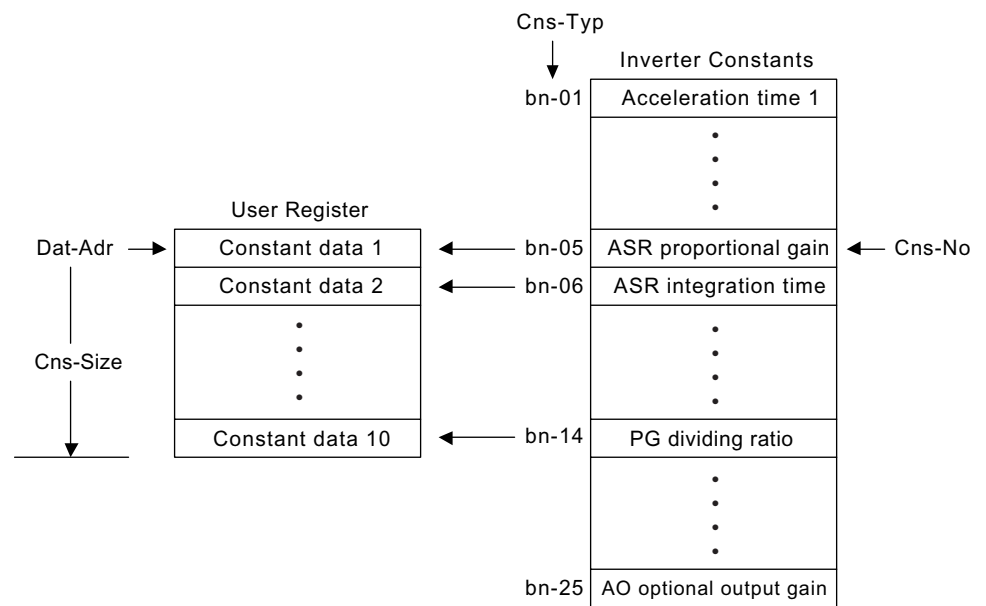 Cns-Typ
Inverter Constants
bn-01 Acceleration time 1
User Register
Dat-Adr Constant data 1 bn-05 ASR proportional gain Cns-No
Constant data 2 bn-06 ASR integration time
Cns-Size
Constant data 10 bn-14 PG dividing ratio
bn-25 AO optional output gain